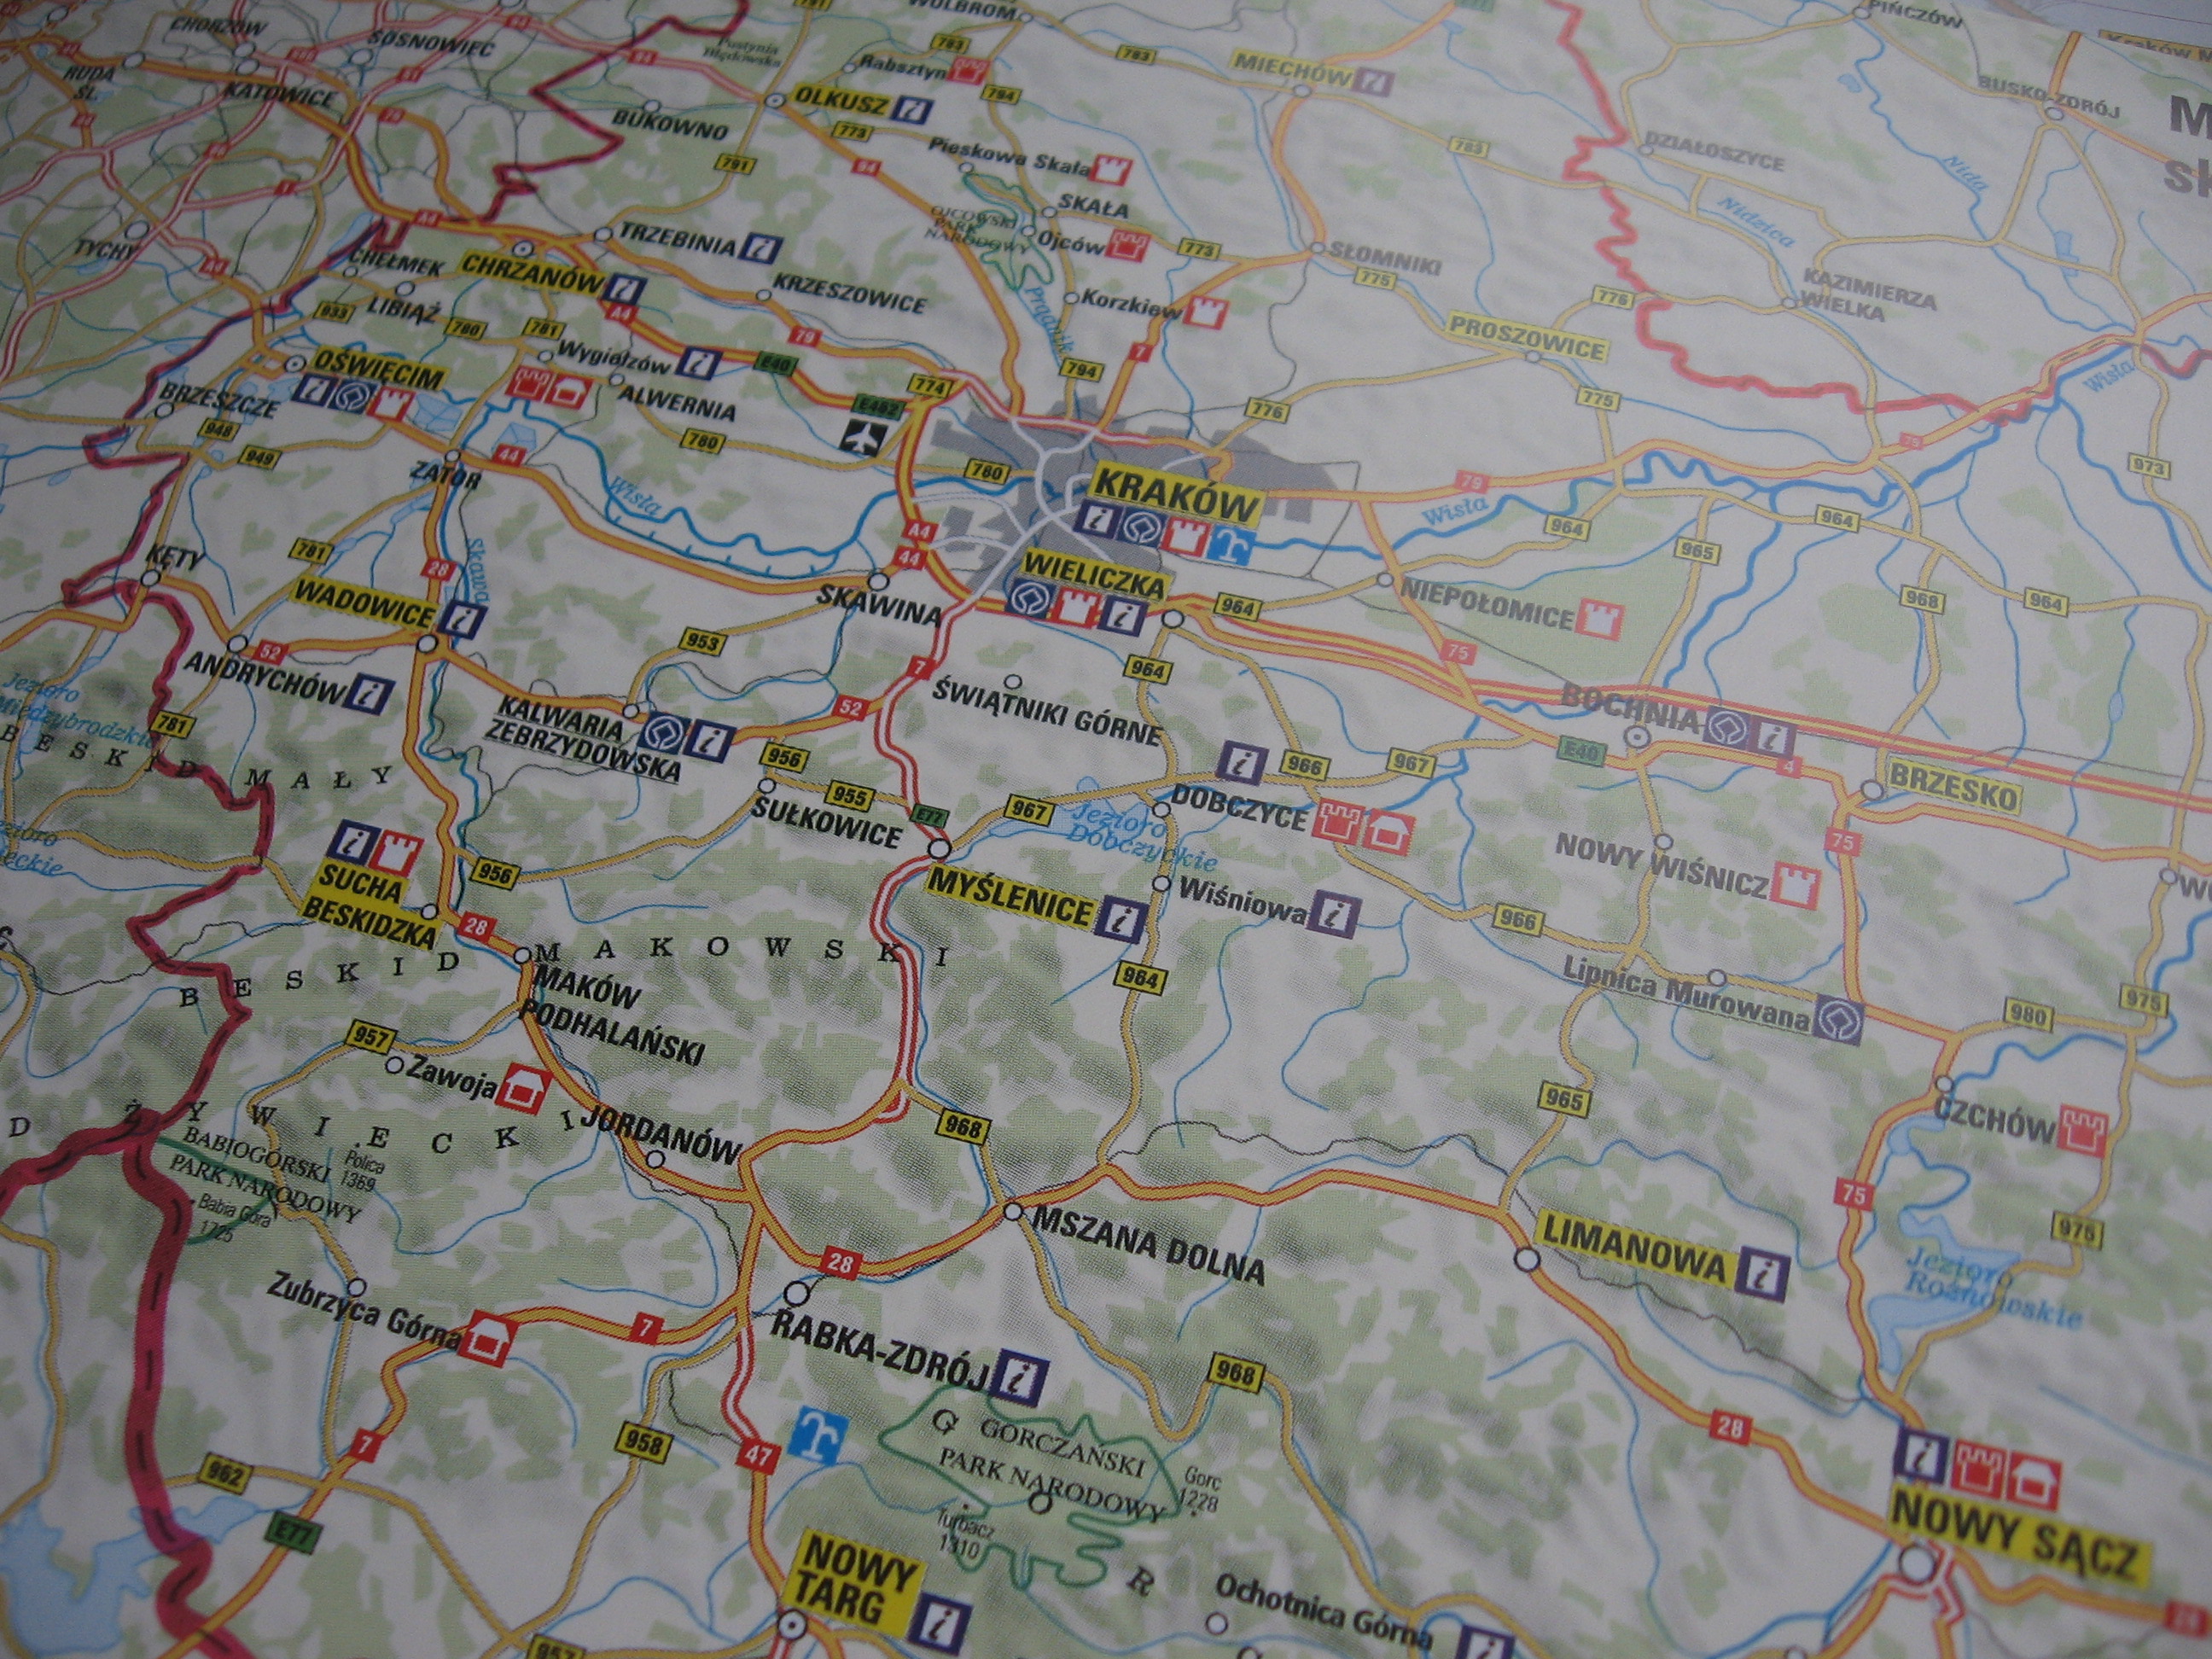 WOLBROM
PIŃCZÓW
CHORZÓW
SOSNOWIEC
94
791
783
783
Pustynia
Błędowska
Rabsztyn
MIECHÓW
BUSKO-ZDRÓJ
RUDA
ŚL.
KATOWICE
OLKUSZ
794
BUKOWNO
773
783
DZIAŁOSZYCE
Nida
791
94
Pieskowa Skała
SKAŁA
OJCOWSKI
PARK
NARODOWY
Ojców
773
Nidzica
TYCHY
A4
TRZEBINIA
SŁOMNIKI
CHEŁMEK
CHRZANÓW
KRZESZOWICE
Korzkiew
775
776
KAZIMIERZA
WIELKA
933
LIBIĄŻ
780
781
A4
79
Prądnik
7
PROSZOWICE
OŚWIĘCIM
Wygiełzów
E40
794
Wisła
BRZESZCZE
ALWERNIA
774
E462
776
775
948
949
780
780
79
973
ZATOR
44
Wisła
KRAKÓW
79
Wisła
964
964
A4
44
965
KĘTY
781
28
Skawa
WIELICZKA
WADOWICE
SKAWINA
964
NIEPOŁOMICE
968
964
52
953
7
964
75
ANDRYCHÓW
Jezioro
Międzybrodzkie
781
KALWARIA
ZEBRZYDOWSKA
52
ŚWIĄTNIKI GÓRNE
BOCHNIA
E40
4
BESKID MAŁY
956
966
967
BRZESKO
955
SUŁKOWICE
E77
967
Jezioro
Dobczyckie
DOBCZYCE
75
NOWY WIŚNICZ
SUCHA
BESKIDZKA
956
MYŚLENICE
Wiśniowa
966
28
BESKID MAKOWSKI
MAKÓW
PODHALAŃSKI
964
Lipnica Murowana
980
975
957
Zawoja
965
CZCHÓW
D ŻYWIECKI
JORDANÓW
968
BABIOGÓRSKI
PARK NARODOWY
Polica
1369
Babia Góra
1725
75
975
MSZANA DOLNA
LIMANOWA
28
Jezioro
Rożnowskie
Zubrzyca Górna
7
RABKA-ZDRÓJ
968
7
958
47
G
GORCZAŃSKI
PARK NARODOWY
Gorc
1228
28
962
E77
Turbacz
1310
NOWY SĄCZ
NOWY
TARG
R
Ochotnica Górna
957